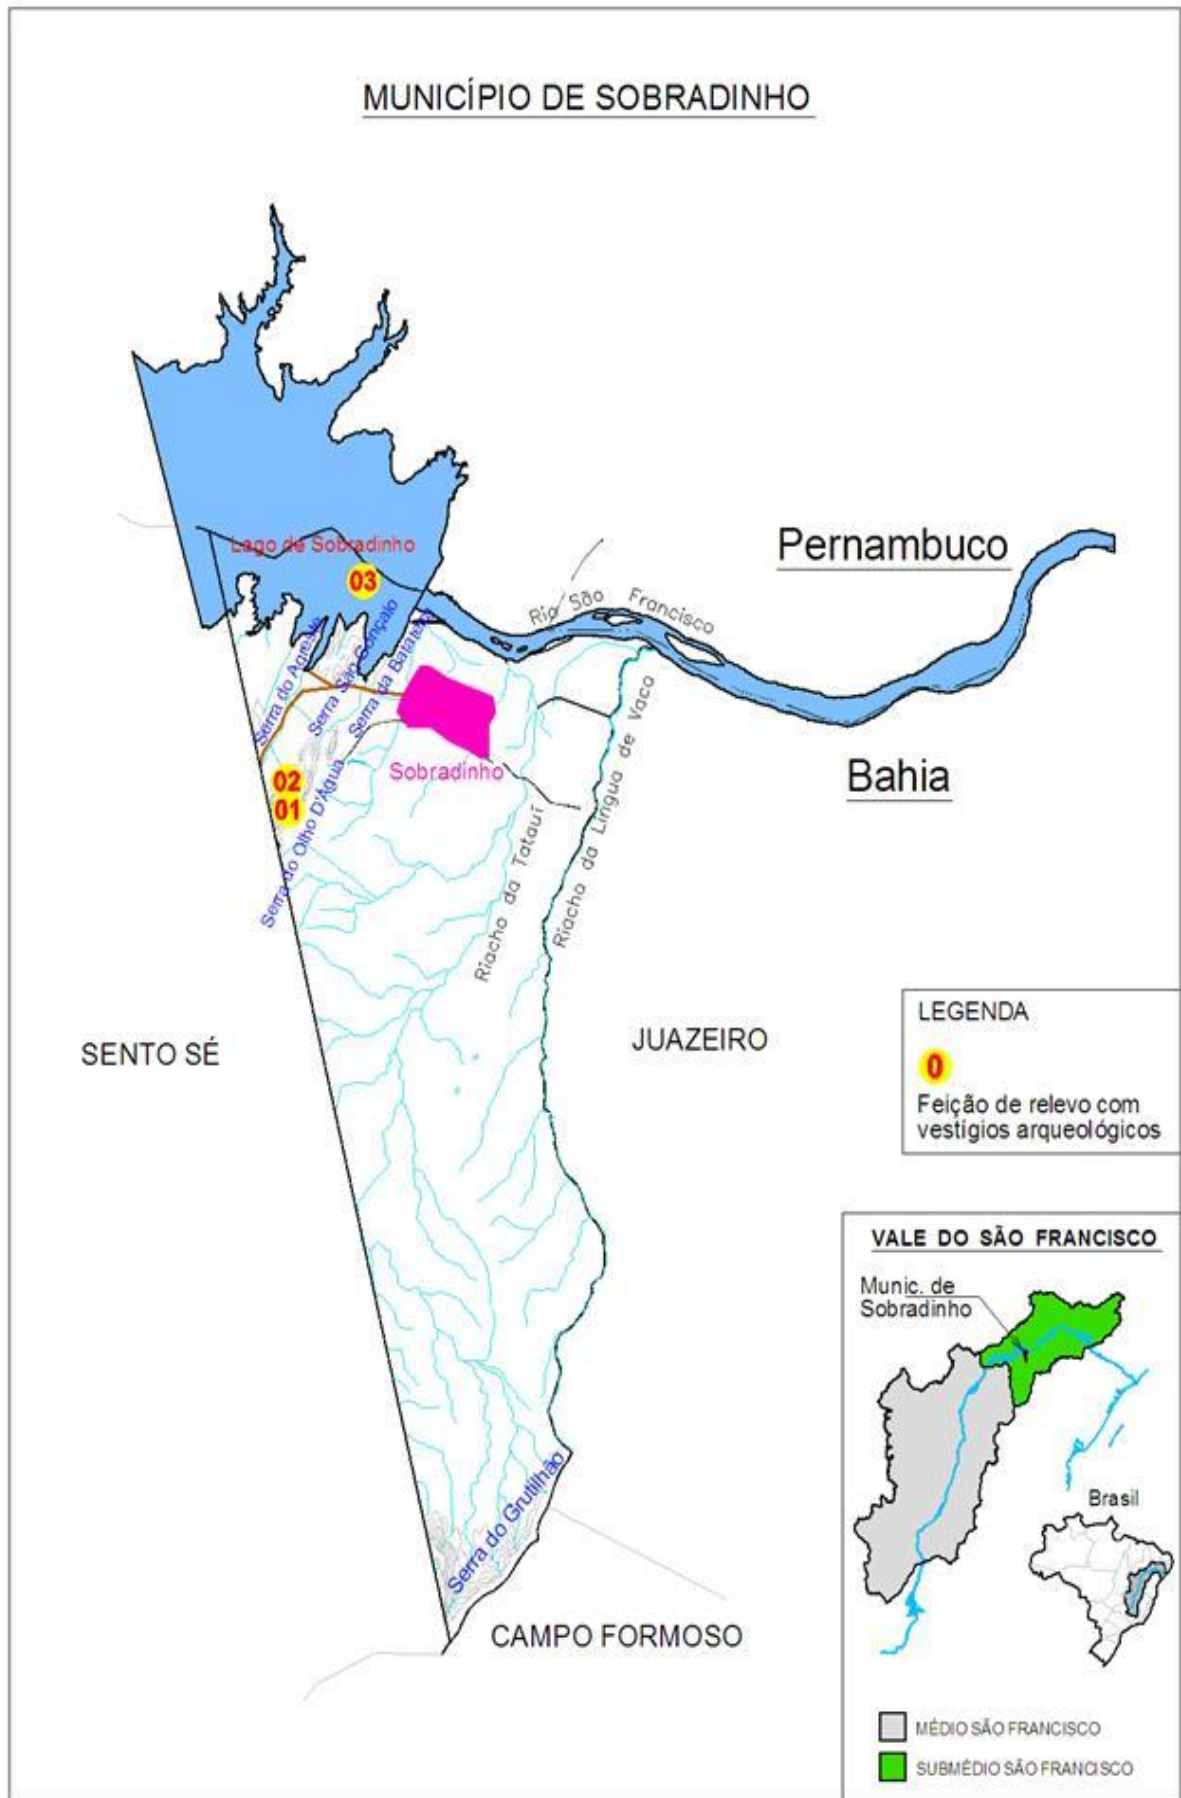 MUNICÍPIO DE SOBRADINHO
Lago de Sobradinho
03
Pernambuco
Rio São Francisco
Serra do Agreste
Serra São Gonçalo
Serra da Batateira
Sobradinho
Bahia
02
01
Serra do Olho D'Água
Riacho da Tatauí
Riacho da Língua de Vaco
SENTO SÉ
JUAZEIRO
LEGENDA
0
Feição de relevo com
vestígios arqueológicos
VALE DO SÃO FRANCISCO
Munic. de
Sobradinho
Brasil
Serra do Grutilhão
CAMPO FORMOSO
MÉDIO SÃO FRANCISCO
SUBMÉDIO SÃO FRANCISCO